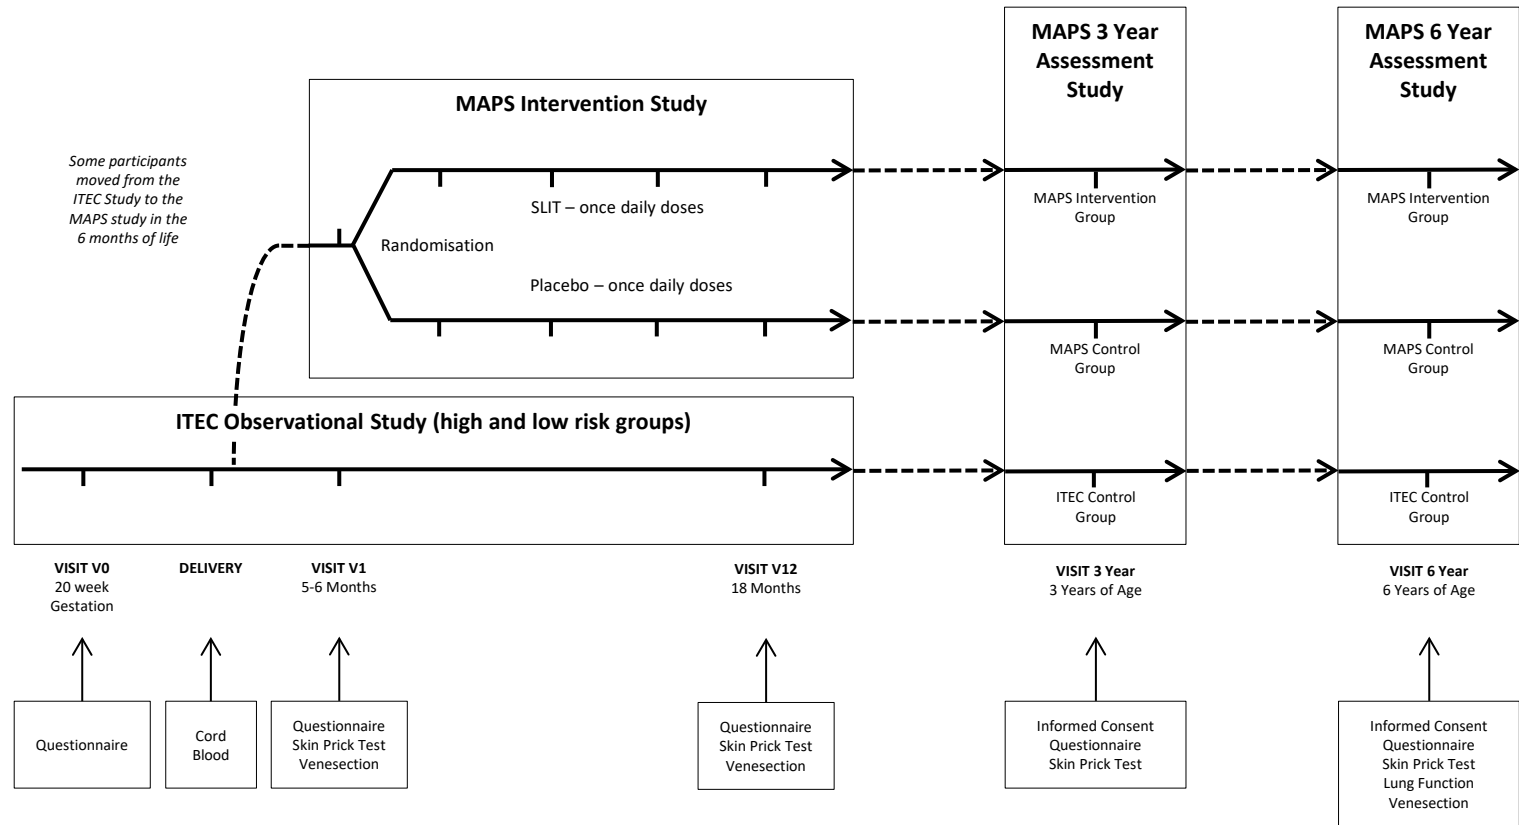 MAPS 3 Year
Assessment
Study
MAPS 6 Year
Assessment
Study
MAPS Intervention Study
Some participants
moved from the
ITEC Study to the
MAPS study in the
6 months of life
SLIT – once daily doses
Randomisation
Placebo – once daily doses
MAPS Intervention
Group
MAPS Intervention
Group
MAPS Control
Group
MAPS Control
Group
ITEC Observational Study (high and low risk groups)
ITEC Control
Group
ITEC Control
Group
VISIT V0
20 week
Gestation
DELIVERY
VISIT V1
5-6 Months
VISIT V12
18 Months
VISIT 3 Year
3 Years of Age
VISIT 6 Year
6 Years of Age
Questionnaire
Cord
Blood
Questionnaire
Skin Prick Test
Venesection
Questionnaire
Skin Prick Test
Venesection
Informed Consent
Questionnaire
Skin Prick Test
Informed Consent
Questionnaire
Skin Prick Test
Lung Function
Venesection